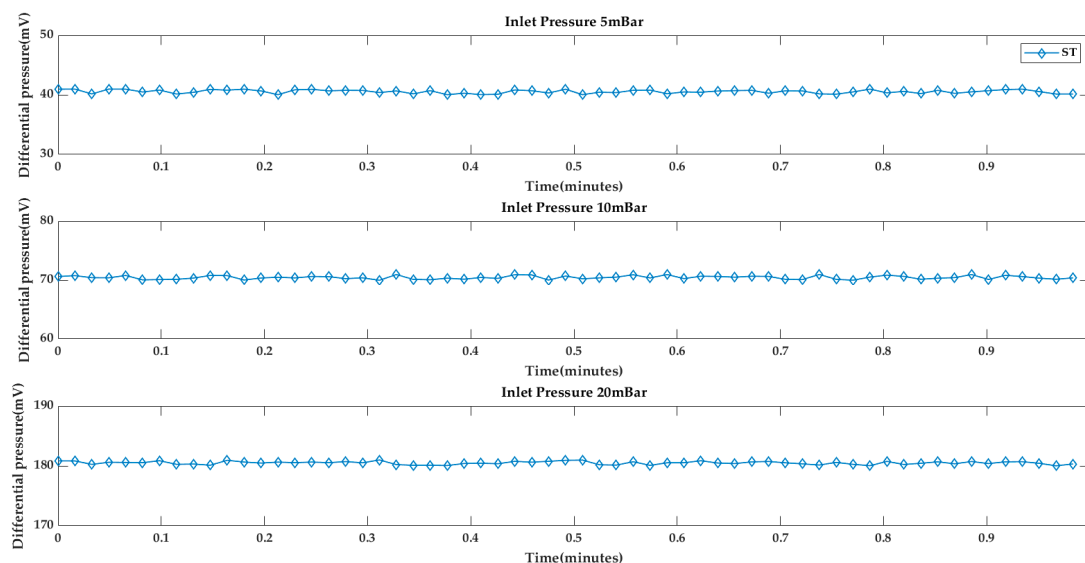 Inlet Pressure 5mBar
Differential pressure(mV)
50
40
30
ST
0 0.1 0.2 0.3 0.4 0.5 0.6 0.7 0.8 0.9
Time(minutes)
Inlet Pressure 10mBar
Differential pressure(mV)
80
70
60
0 0.1 0.2 0.3 0.4 0.5 0.6 0.7 0.8 0.9
Time(minutes)
Inlet Pressure 20mBar
Differential pressure(mV)
190
180
170
0 0.1 0.2 0.3 0.4 0.5 0.6 0.7 0.8 0.9
Time(minutes)